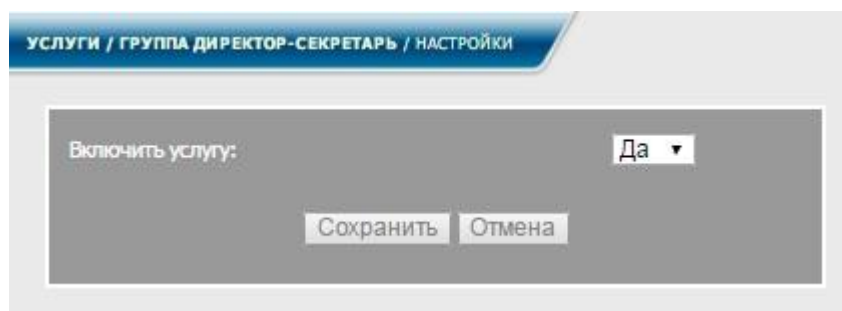 УСЛУГИ / ГРУППА ДИРЕКТОР-СЕКРЕТАРЬ / НАСТРОЙКИ
Включить услугу: Да
Сохранить Отмена